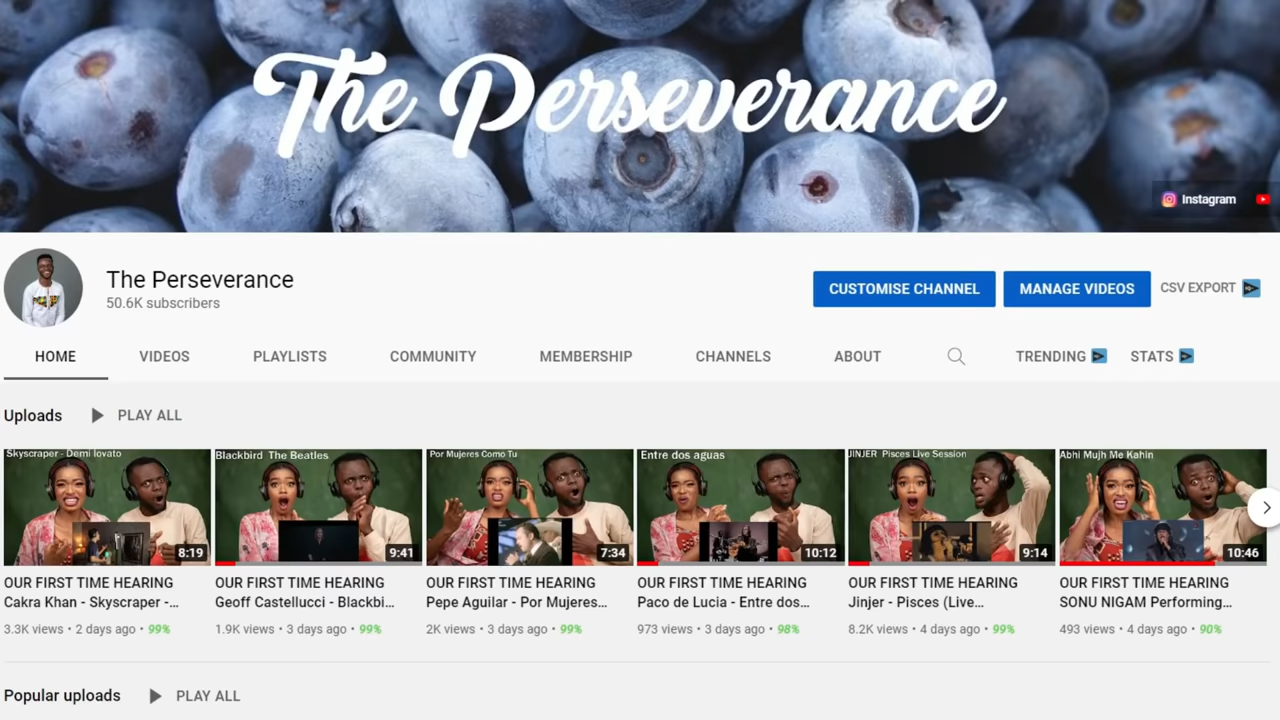 The Perseverance
Instagram
The Perseverance
50.6K subscribers
CUSTOMISE CHANNEL
MANAGE VIDEOS
CSV EXPORT
HOME
VIDEOS
PLAYLISTS
COMMUNITY
MEMBERSHIP
CHANNELS
ABOUT
TRENDING
STATS
Uploads
PLAY ALL
Skyscraper - Demi lovato
8:19
OUR FIRST TIME HEARING
Cakra Khan - Skyscraper -...
3.3K views • 2 days ago • 99%
Blackbird The Beatles
9:41
OUR FIRST TIME HEARING
Geoff Castellucci - Blackbi...
1.9K views • 3 days ago • 99%
Por Mujeres Como Tu
7:34
OUR FIRST TIME HEARING
Pepe Aguilar - Por Mujeres...
2K views • 3 days ago • 99%
Entre dos aguas
10:12
OUR FIRST TIME HEARING
Paco de Lucia - Entre dos...
973 views • 3 days ago • 98%
JINJER Pisces Live Session
9:14
OUR FIRST TIME HEARING
Jinjer - Pisces (Live...
8.2K views • 4 days ago • 99%
Abhi Mujh Me Kahin
10:46
OUR FIRST TIME HEARING
SONU NIGAM Performing...
493 views • 4 days ago • 90%
Popular uploads
PLAY ALL